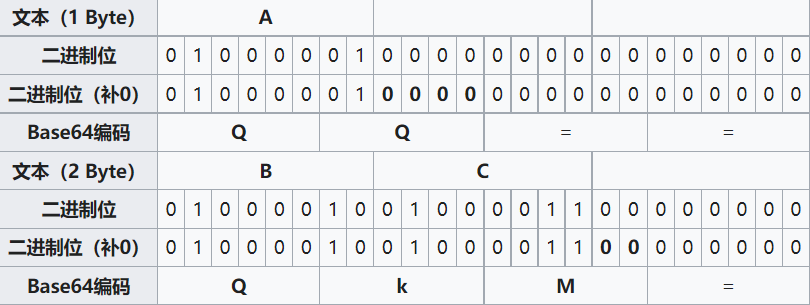 文本（1 Byte） A
二进制位 0 1 0 0 0 0 0 1 0 0 0 0 0 0 0 0 0 0 0 0 0 0 0 0
二进制位（补0） 0 1 0 0 0 0 0 1 0 0 0 0 0 0 0 0 0 0 0 0 0 0 0 0
Base64编码 Q Q = =
文本（2 Byte） B C
二进制位 0 1 0 0 0 0 1 0 0 1 0 0 0 0 1 1 0 0 0 0 0 0 0 0
二进制位（补0） 0 1 0 0 0 0 1 0 0 1 0 0 0 0 1 1 0 0 0 0 0 0 0 0
Base64编码 Q k M =